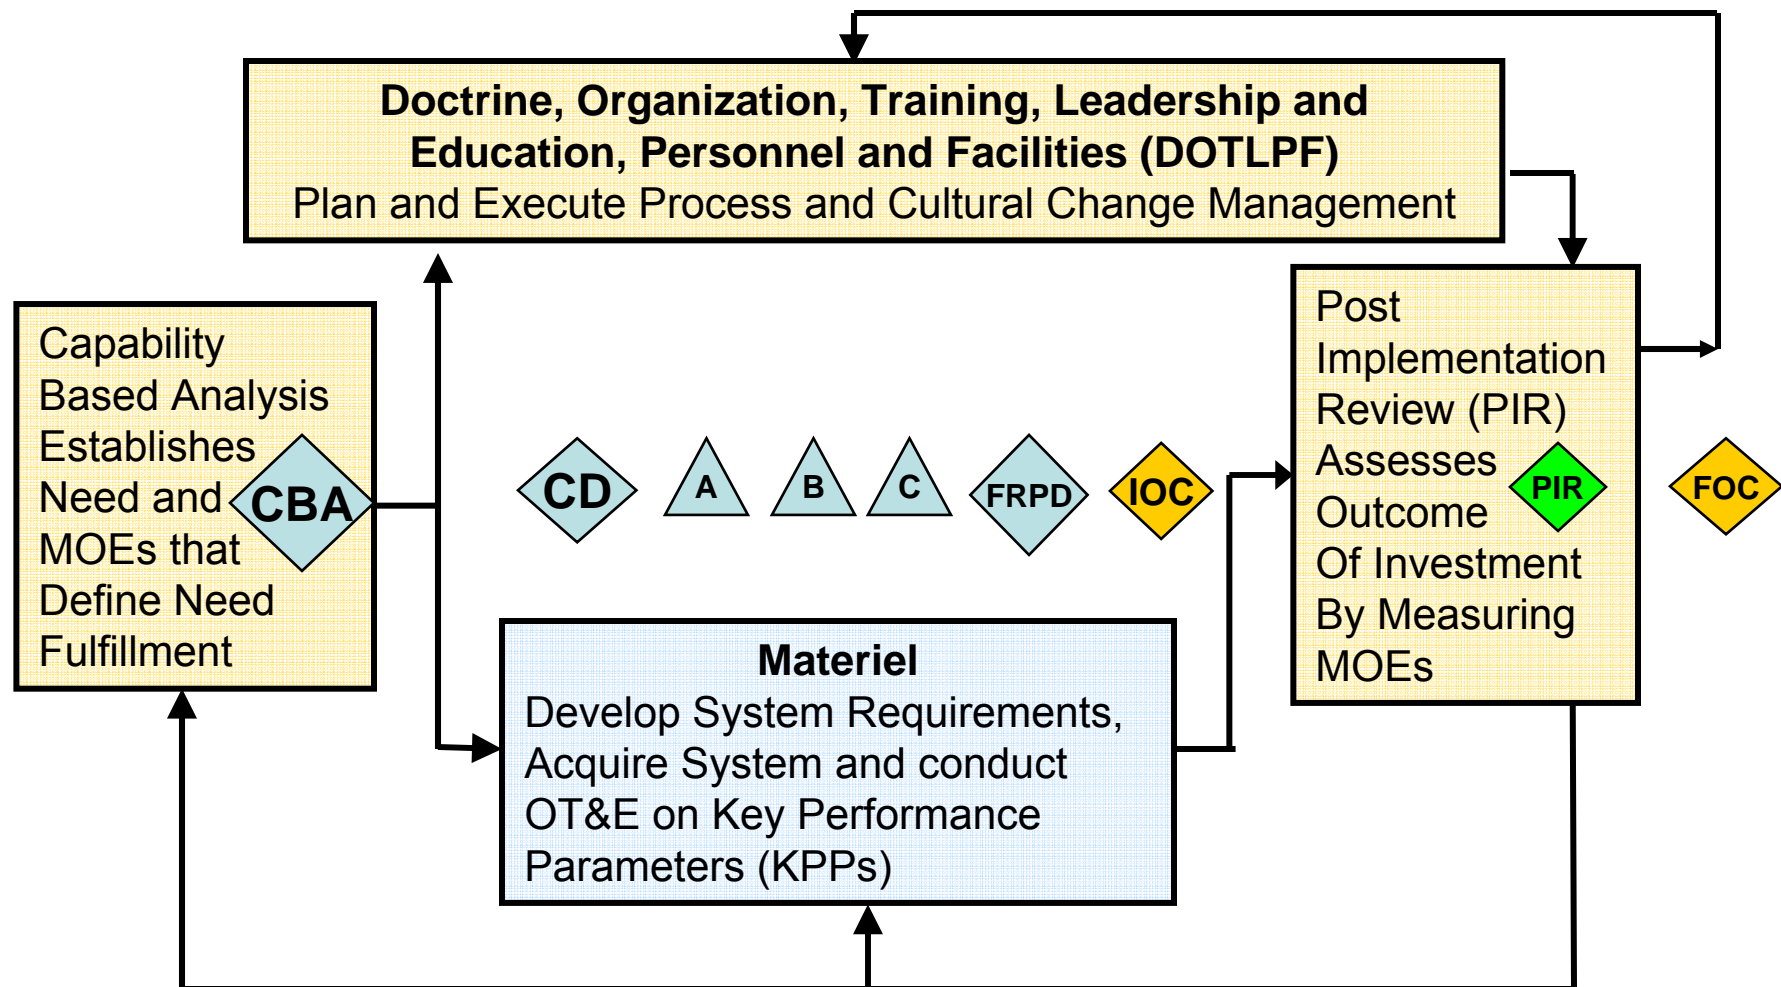 Doctrine, Organization, Training, Leadership and
Education, Personnel and Facilities (DOTLPF)
Plan and Execute Process and Cultural Change Management
Capability
Based Analysis
Establishes
Need and
MOEs that
Define Need
Fulfillment
CBA
CD
A
B
C
FRPD
IOC
Post
Implementation
Review (PIR)
Assesses
Outcome
Of Investment
By Measuring
MOEs
PIR
FOC
Materiel
Develop System Requirements,
Acquire System and conduct
OT&E on Key Performance
Parameters (KPPs)